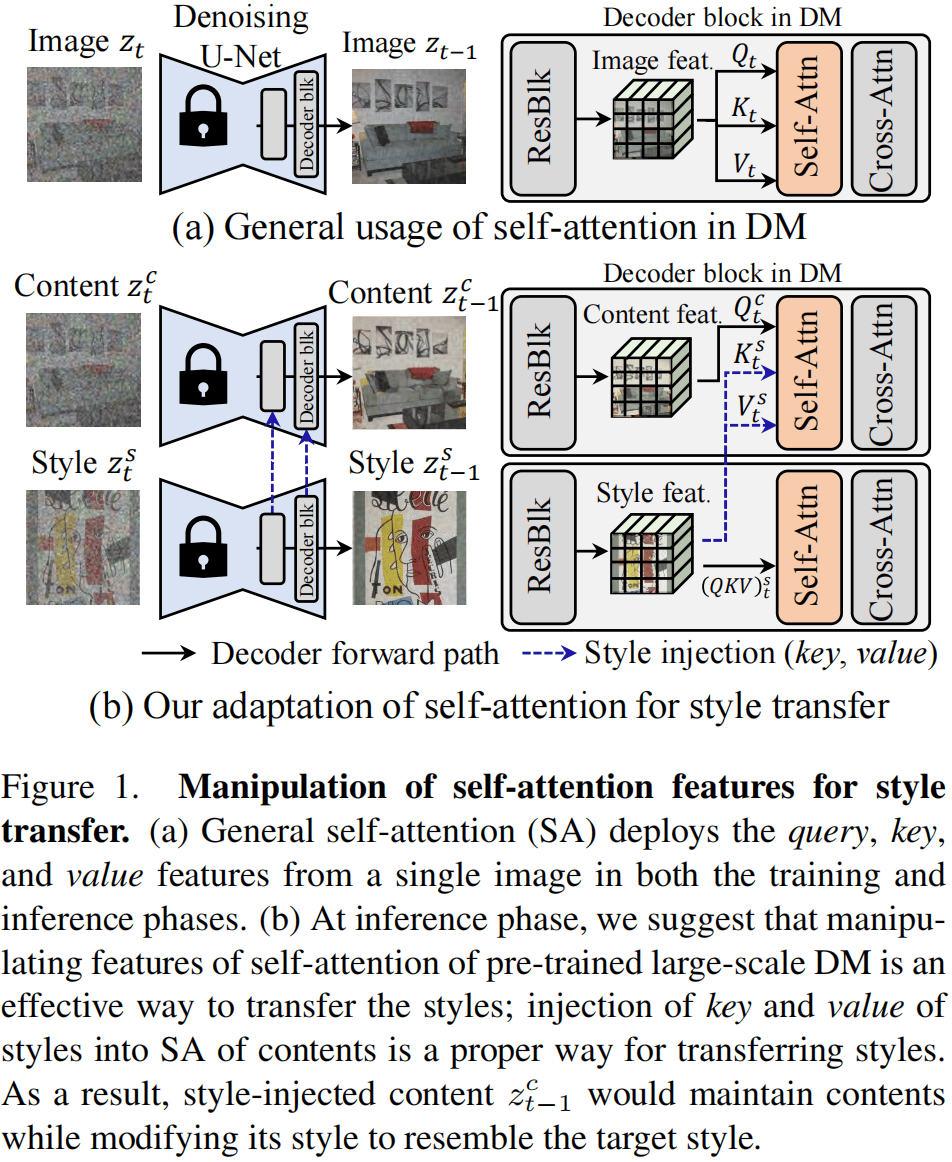 Denoising
U-Net
Image z_t
Image z_{t-1}
Decoder blk
Decoder block in DM
ResBlk
Image feat.
Q_t
K_t
V_t
Self-Attn
Cross-Attn
(a) General usage of self-attention in DM
Content z_t^c
Content z_{t-1}^c
Decoder blk
Style z_t^s
Style z_{t-1}^s
Decoder blk
ON
Decoder block in DM
ResBlk
Content feat.
Q_t^c
K_t^s
V_t^s
Self-Attn
Cross-Attn
ResBlk
Style feat.
(QKV)_t^s
Self-Attn
Cross-Attn
Decoder forward path
Style injection (key, value)
(b) Our adaptation of self-attention for style transfer
Figure 1. Manipulation of self-attention features for style
transfer. (a) General self-attention (SA) deploys the query, key,
and value features from a single image in both the training and
inference phases. (b) At inference phase, we suggest that manipu-
lating features of self-attention of pre-trained large-scale DM is an
effective way to transfer the styles; injection of key and value of
styles into SA of contents is a proper way for transferring styles.
As a result, style-injected content z_{t-1}^c would maintain contents
while modifying its style to resemble the target style.